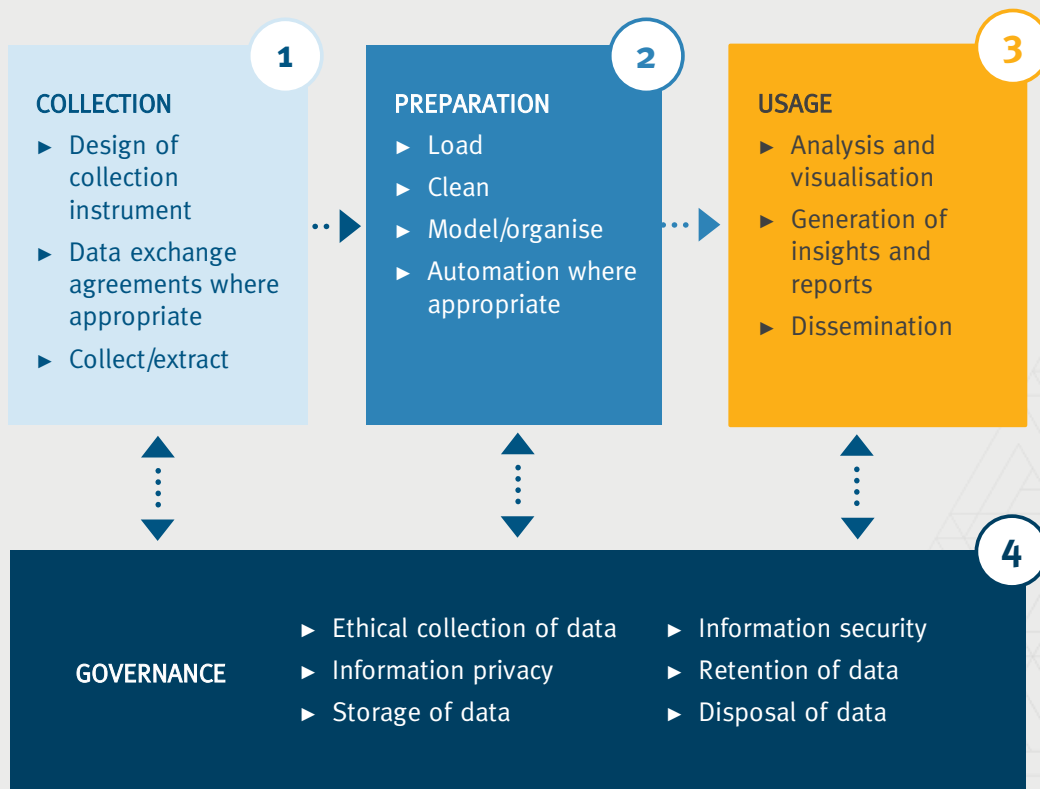 1
COLLECTION
► Design of
collection
instrument
► Data exchange
agreements where
appropriate
► Collect/extract
2
PREPARATION
► Load
► Clean
► Model/organise
► Automation where
appropriate
3
USAGE
► Analysis and
visualisation
► Generation of
insights and
reports
► Dissemination
4
GOVERNANCE
► Ethical collection of data
► Information privacy
► Storage of data
► Information security
► Retention of data
► Disposal of data